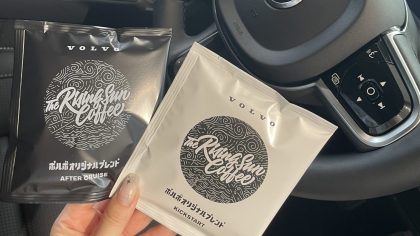 VOLVO
The Rising Sun
Coffee
ボルボオリジナルブレンド
AFTER CRUISE
VOLVO
The Rising Sun
Coffee
ボルボオリジナルブレンド
KICKSTART